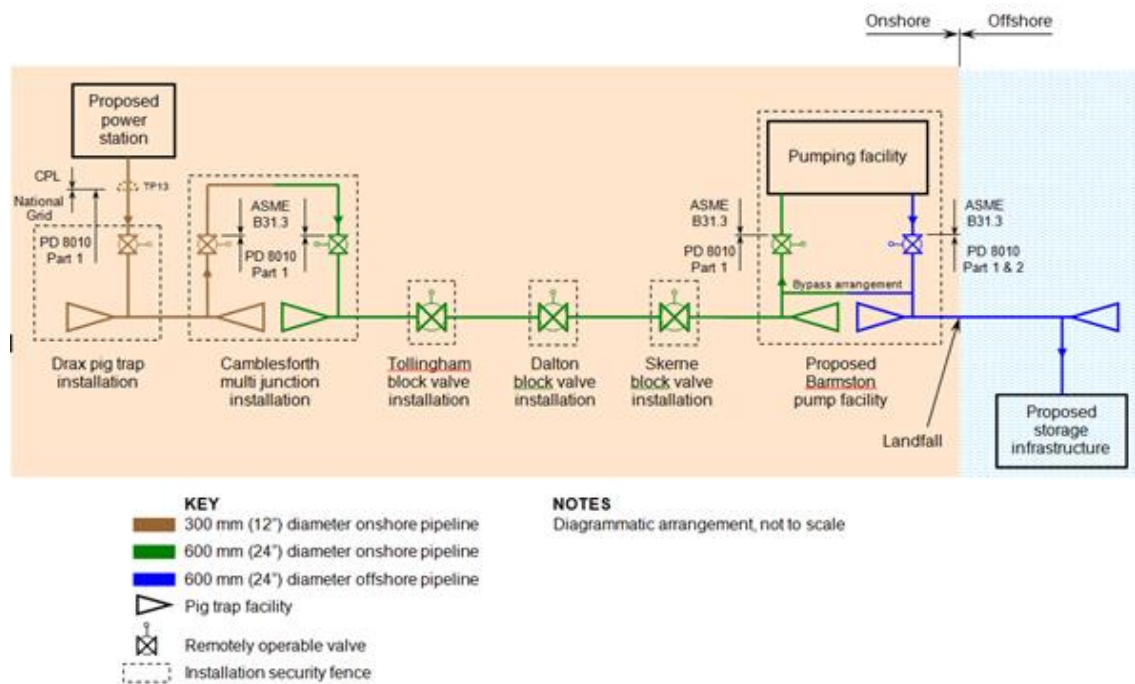 Onshore
Offshore
Proposed
power
station
CPL
National
Grid
TP13
PD 8010
Part 1
ASME
B31.3
PD 8010
Part 1
Pumping facility
ASME
B31.3
PD 8010
Part 1
ASME
B31.3
PD 8010
Part 1 & 2
Bypass arrangement
Drax pig trap
installation
Camblesforth
multi junction
installation
Tollingham
block valve
installation
Dalton
block valve
installation
Skerne
block valve
installation
Proposed
Barmston
pump facility
Landfall
Proposed
storage
infrastructure
KEY
300 mm (12") diameter onshore pipeline
600 mm (24") diameter onshore pipeline
600 mm (24") diameter offshore pipeline
Pig trap facility
Remotely operable valve
Installation security fence
NOTES
Diagrammatic arrangement, not to scale